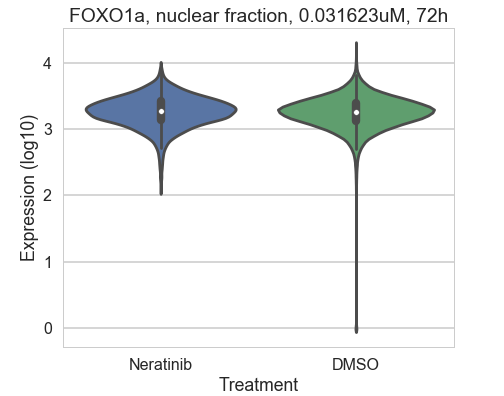 FOXO1a, nuclear fraction, 0.031623uM, 72h
Expression (log10)
4
3
2
1
0
Neratinib
DMSO
Treatment